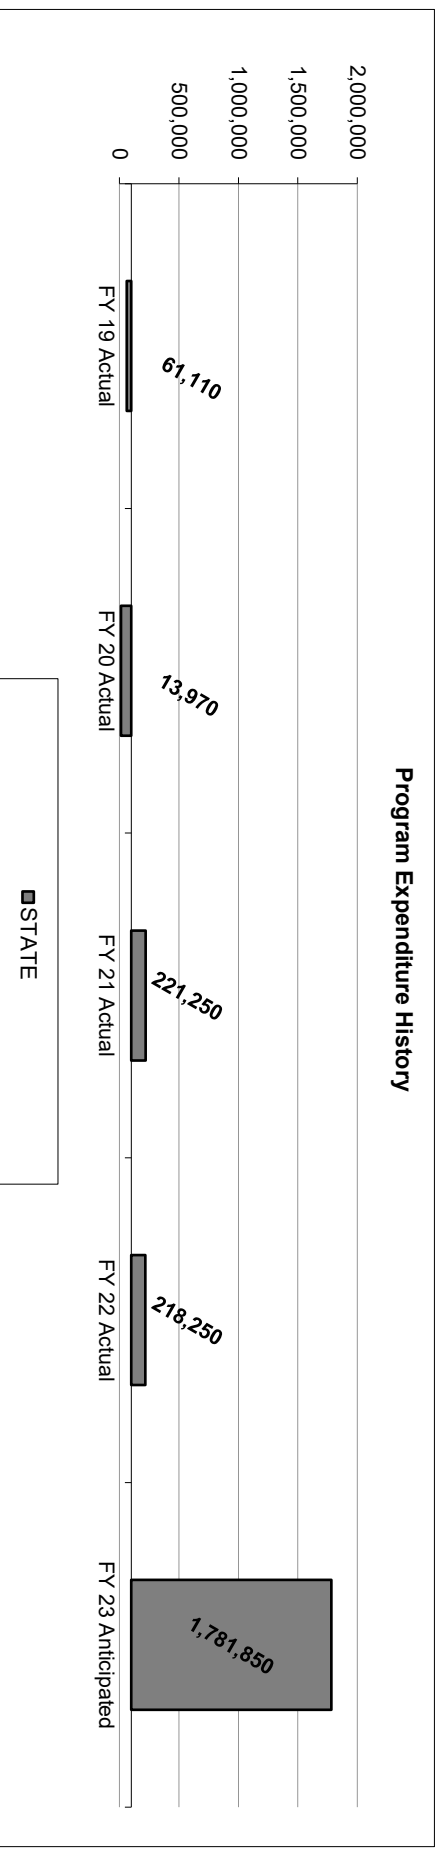 Program Expenditure History
2,000,000
1,500,000
1,000,000
500,000
0
61,110
13,970
221,250
218,250
1,781,850
FY 19 Actual
FY 20 Actual
FY 21 Actual
FY 22 Actual
FY 23 Anticipated
STATE